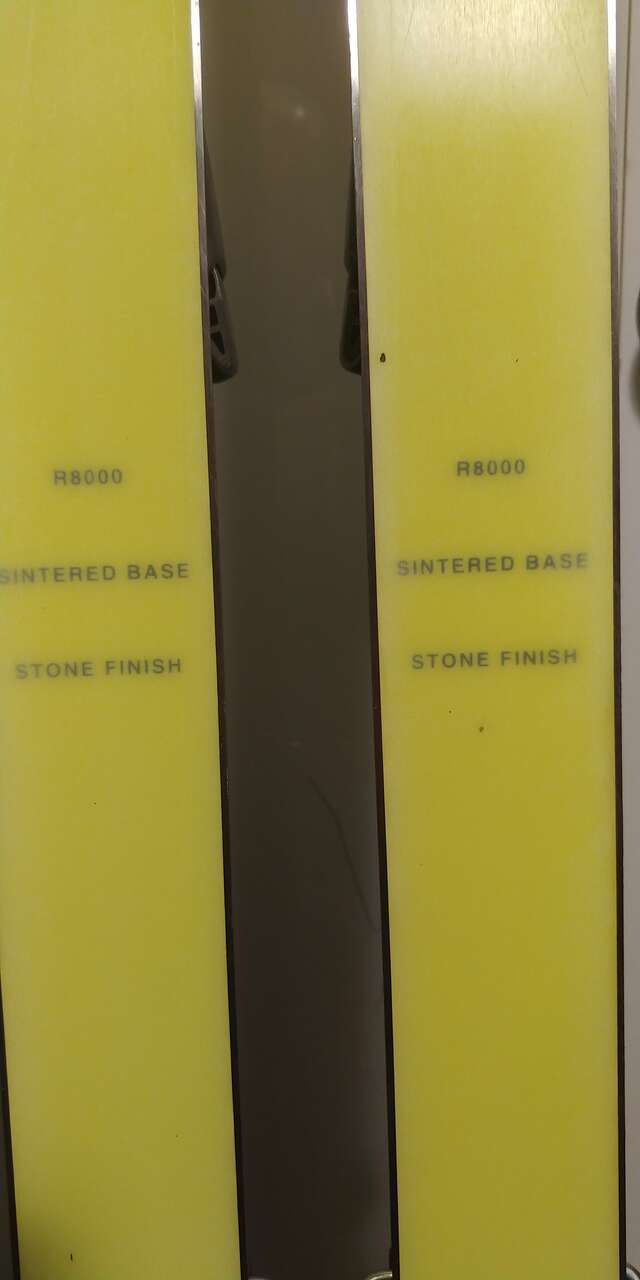 R8000
SINTERED BASE
STONE FINISH
R8000
SINTERED BASE
STONE FINISH